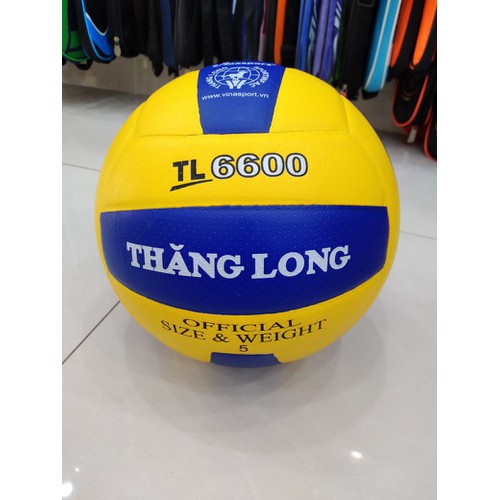 www.vinasport.vn
TL 6600
THĂNG LONG
OFFICIAL
SIZE & WEIGHT
5